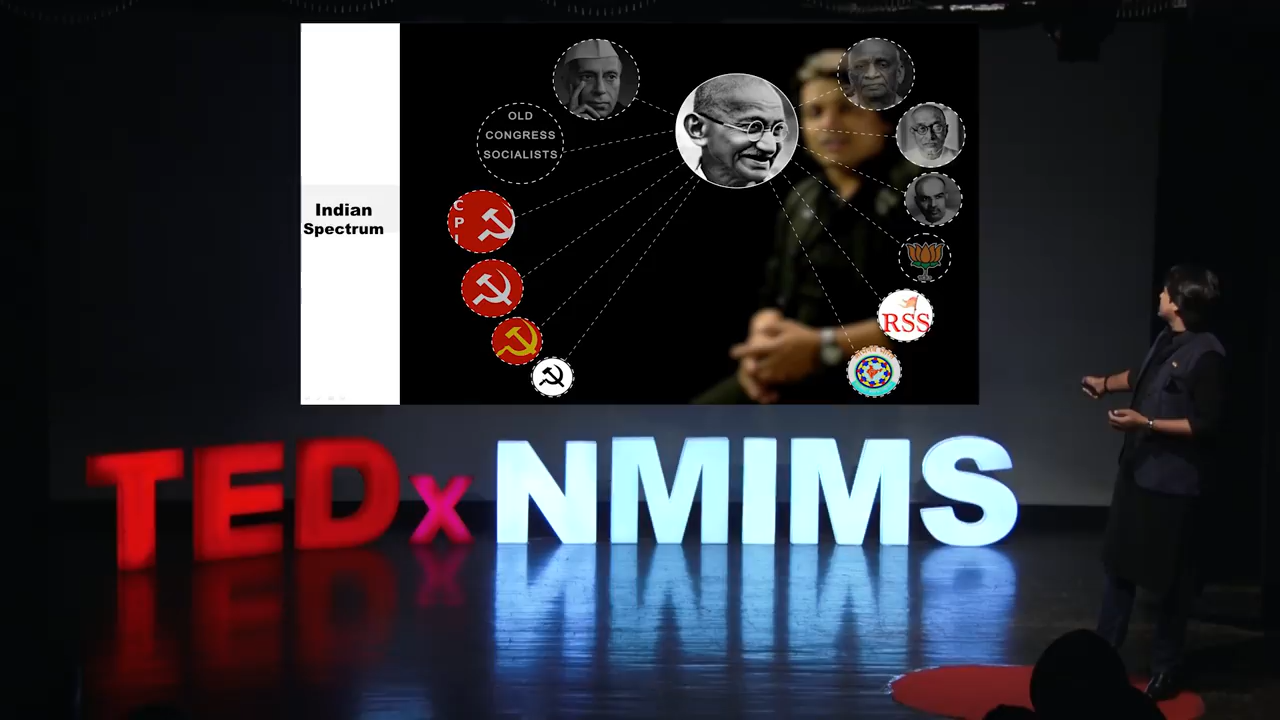 OLD
CONGRESS
SOCIALISTS
CPI
Indian
Spectrum
RSS
TEDx NMIMS